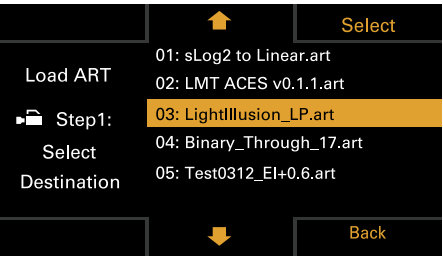 Select
Load ART
Step1:
Select
Destination
01: sLog2 to Linear.art
02: LMT ACES v0.1.1.art
03: LightIllusion_LP.art
04: Binary_Through_17.art
05: Test0312_EI+0.6.art
Back